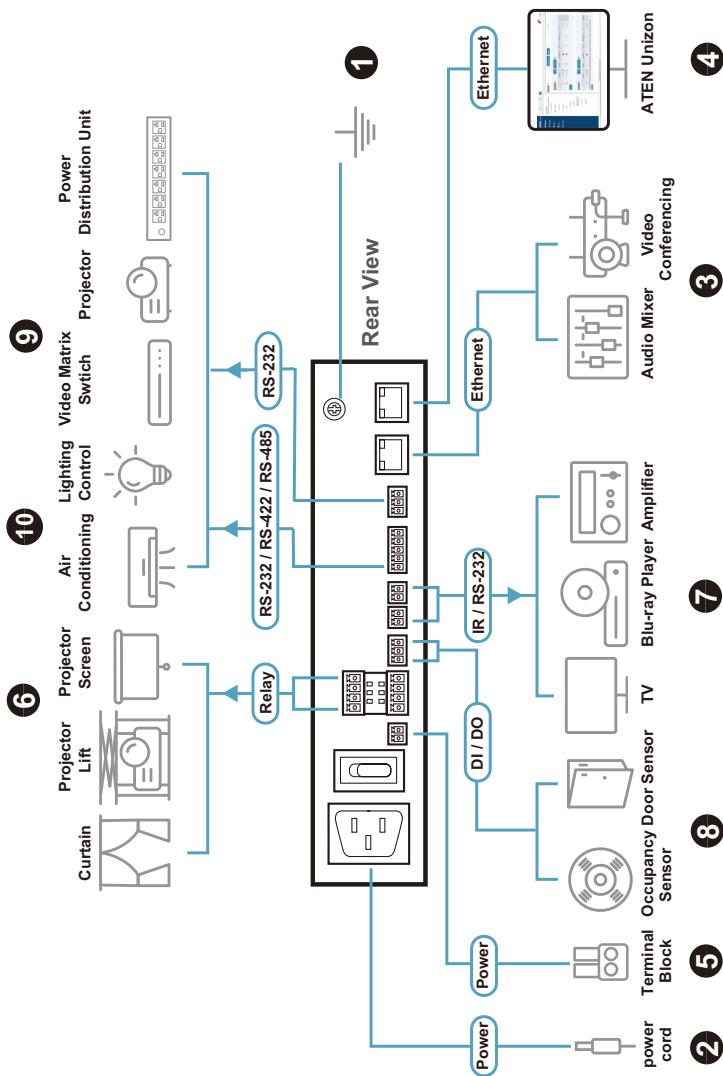 6
10
9
Curtain
Projector
Lift
Projector
Screen
Air
Conditioning
Lighting
Control
Video Matrix
Swtich
Projector
Power
Distribution Unit
Relay
RS-232 / RS-422 / RS-485
RS-232
1
Rear View
Power
Power
DI / DO
IR / RS-232
Ethernet
Ethernet
power
cord
Terminal
Block
Occupancy
Sensor
Door Sensor
TV
Blu-ray Player
Amplifier
Audio Mixer
Video
Conferencing
ATEN Unizon
2
5
8
7
3
4